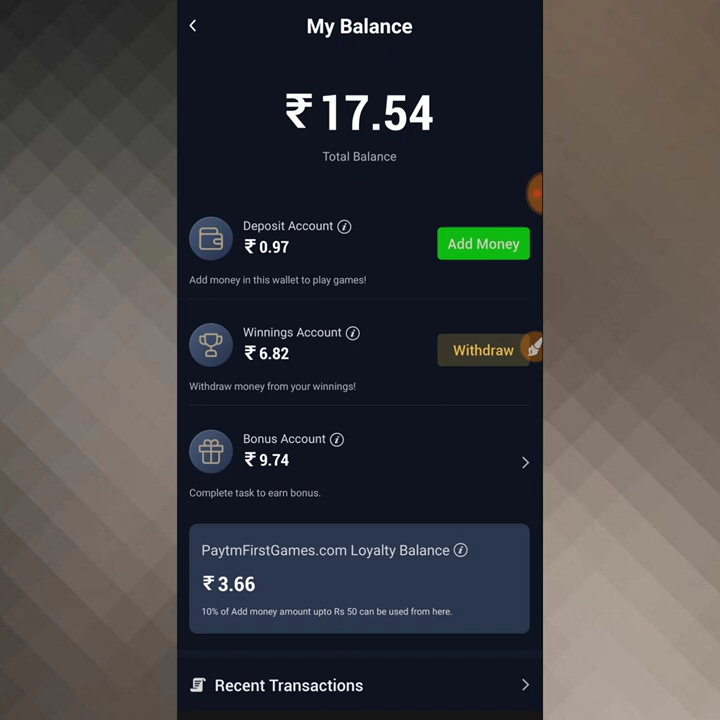 My Balance
₹17.54
Total Balance
Deposit Account
₹ 0.97
Add Money
Add money in this wallet to play games!
Winnings Account
₹ 6.82
Withdraw
Withdraw money from your winnings!
Bonus Account
₹ 9.74
Complete task to earn bonus.
PaytmFirstGames.com Loyalty Balance
₹ 3.66
10% of Add money amount upto Rs 50 can be used from here.
Recent Transactions